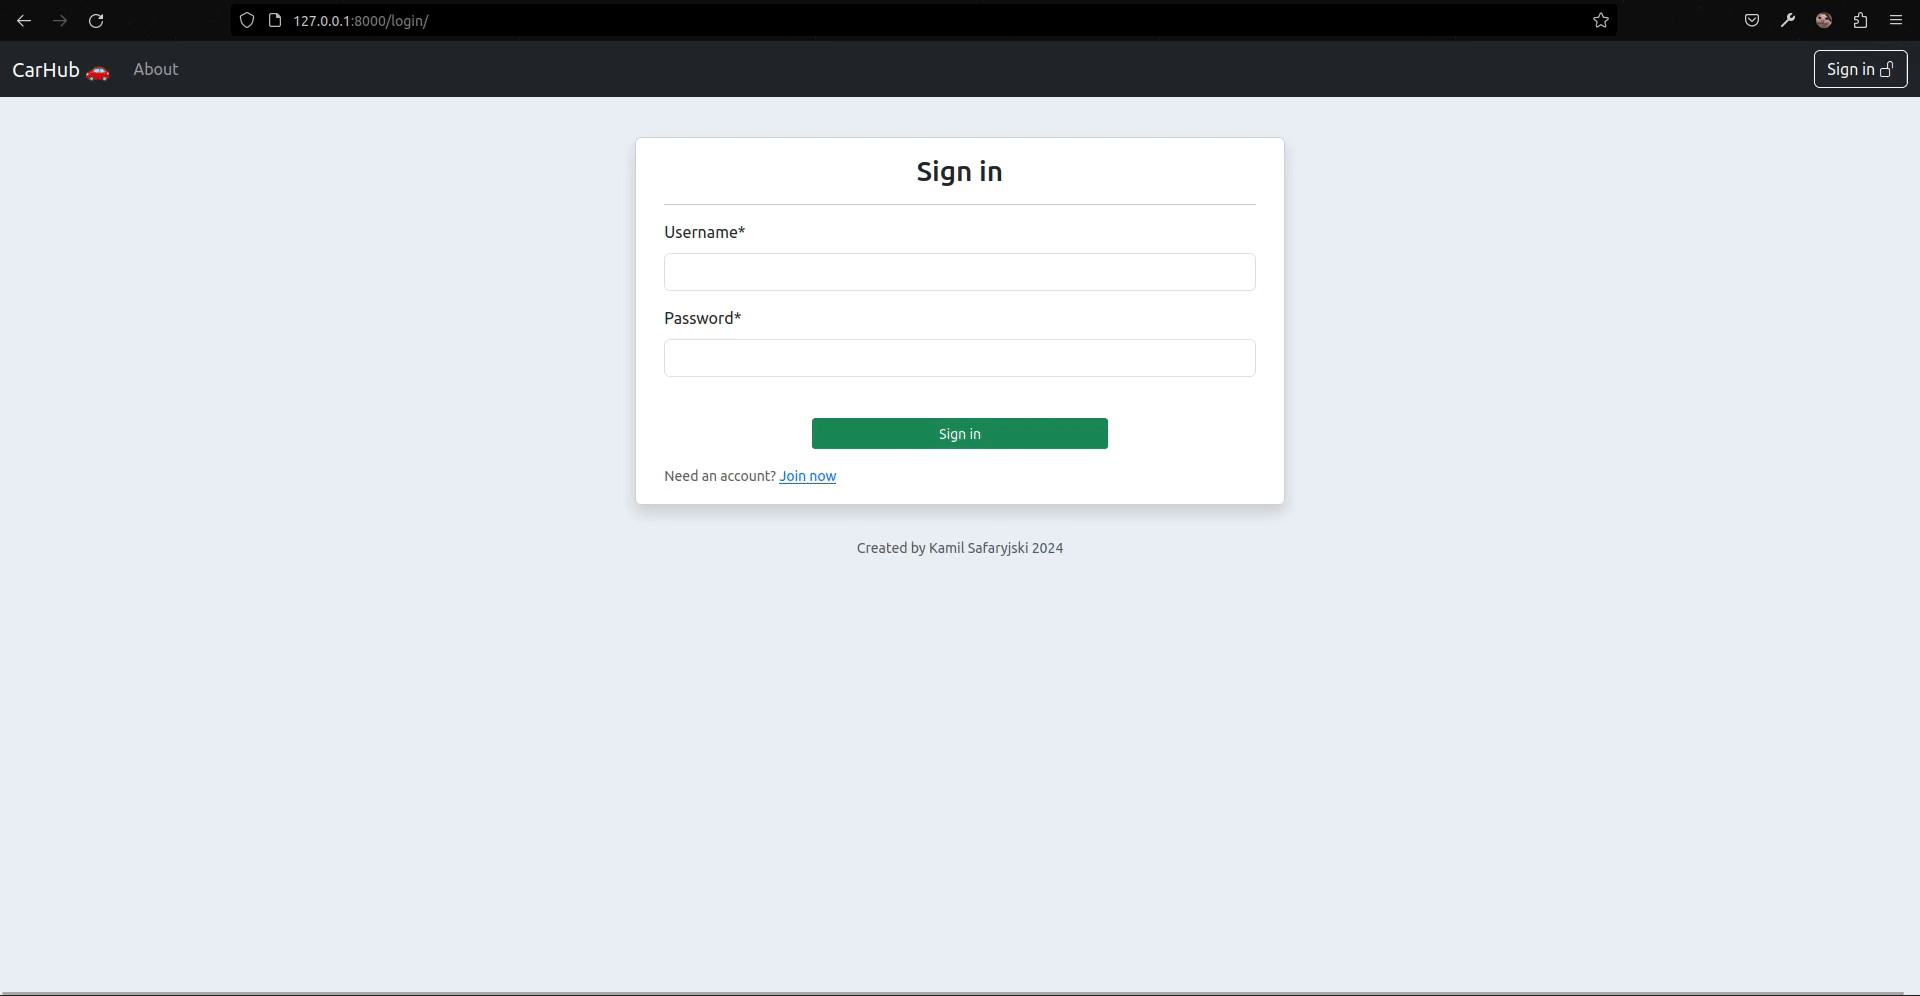 127.0.0.1:8000/login/
CarHub 🚗 About Sign in
Sign in
Username*
Password*
Sign in
Need an account? Join now
Created by Kamil Safaryjski 2024